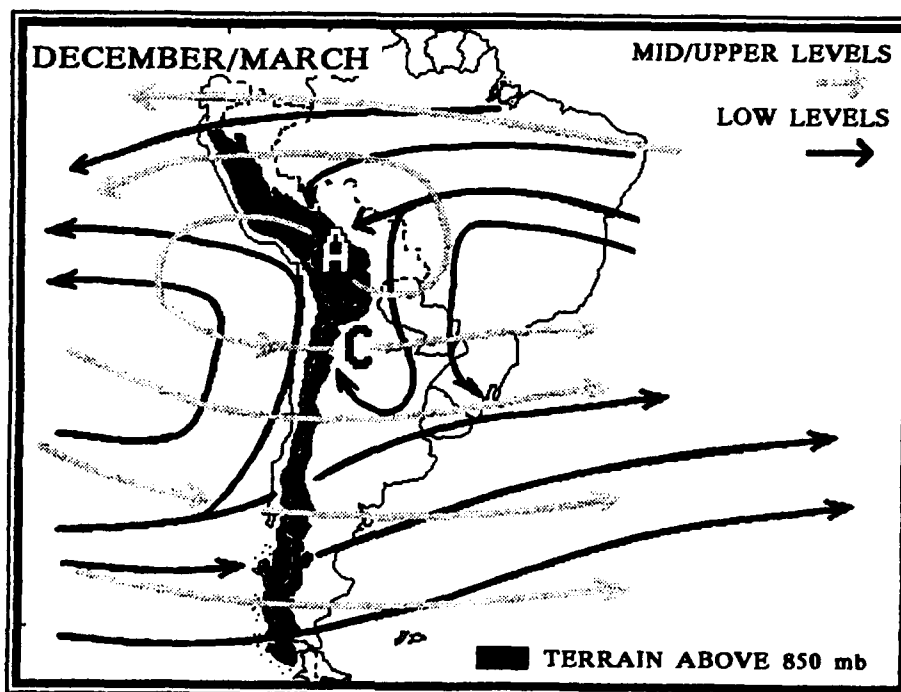 DECEMBER/MARCH
MID/UPPER LEVELS
LOW LEVELS
H
C
TERRAIN ABOVE 850 mb